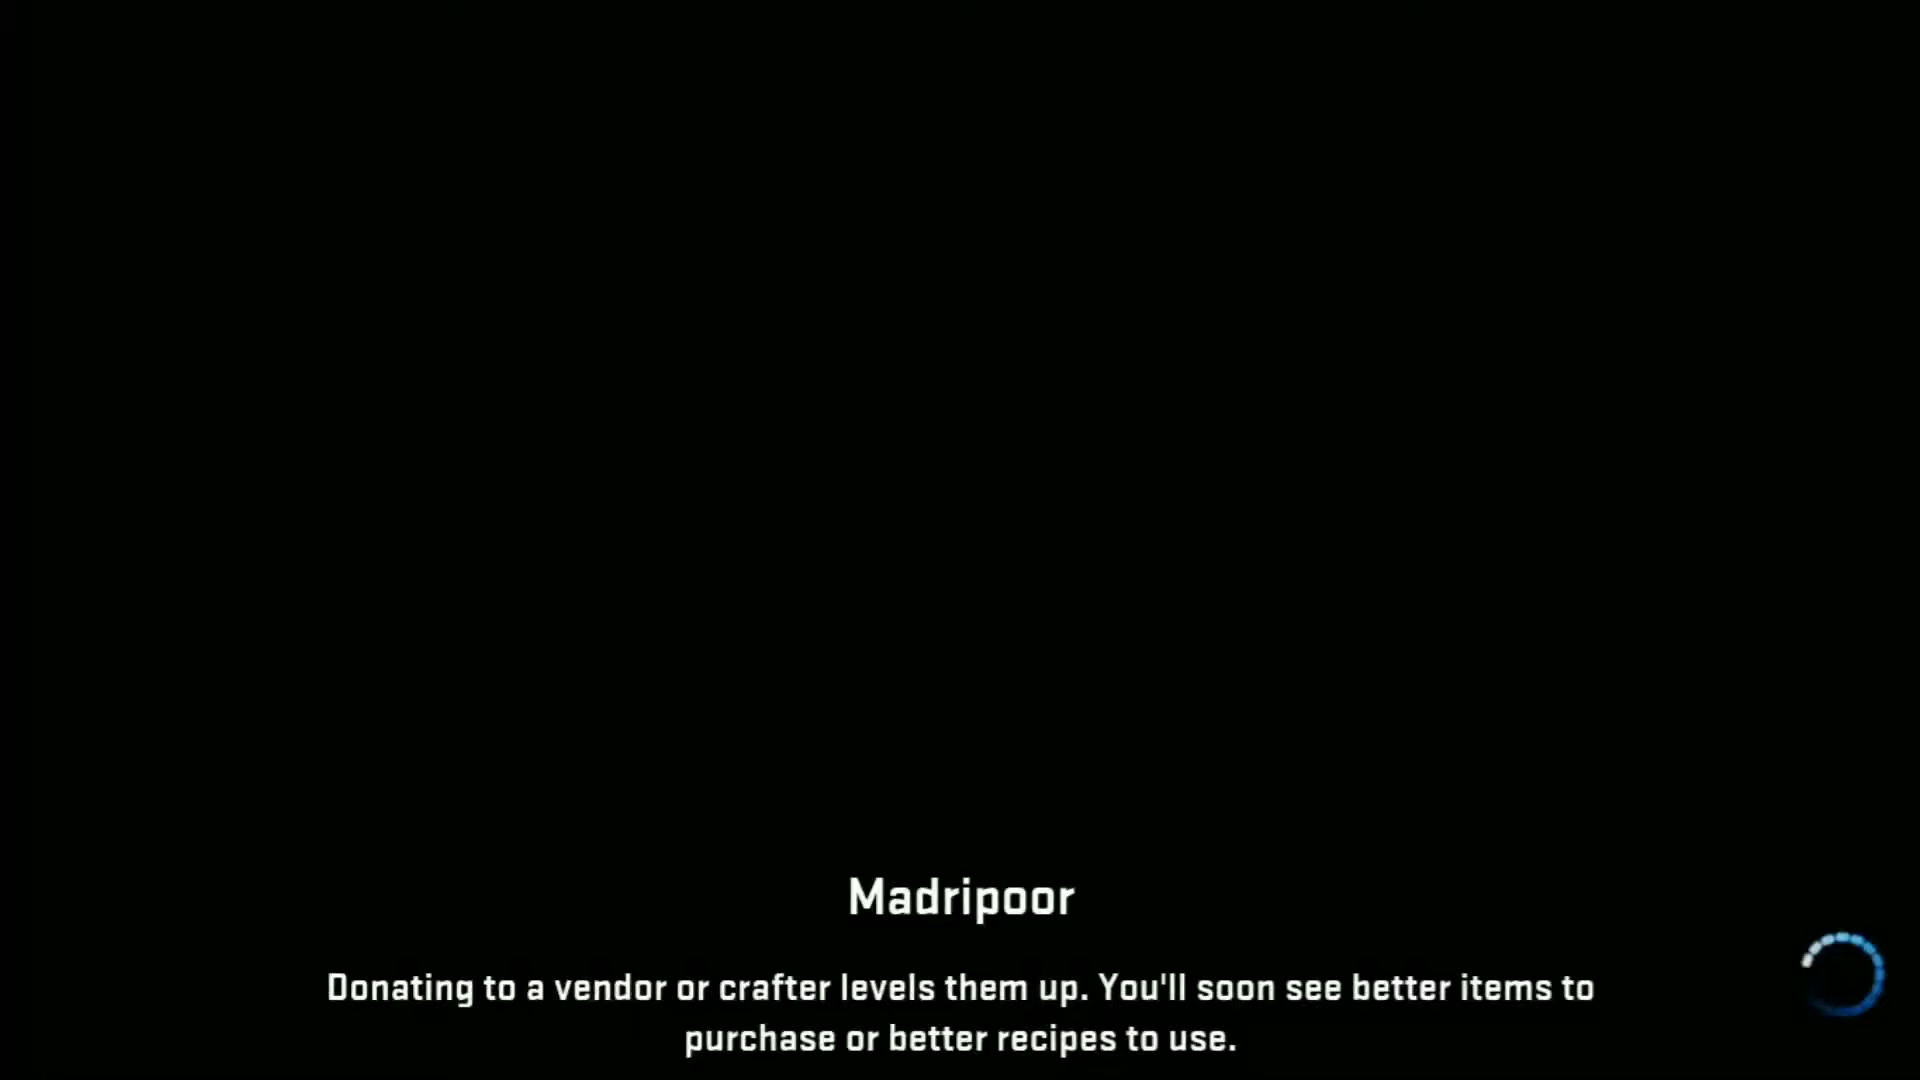 Madripoor
Donating to a vendor or crafter levels them up. You'll soon see better items to
purchase or better recipes to use.